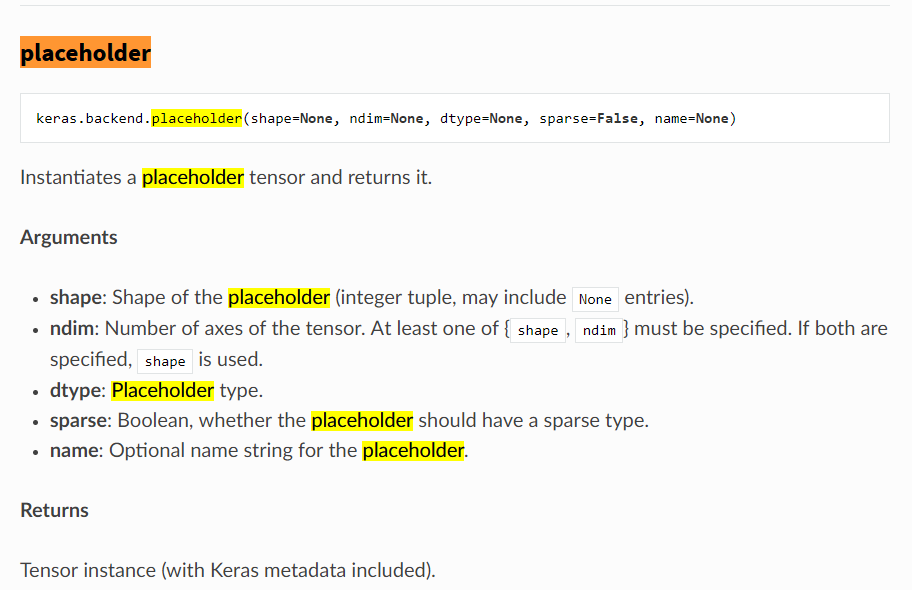 placeholder
keras.backend.placeholder(shape=None, ndim=None, dtype=None, sparse=False, name=None)
Instantiates a placeholder tensor and returns it.
Arguments
• shape: Shape of the placeholder (integer tuple, may include None entries).
• ndim: Number of axes of the tensor. At least one of {shape, ndim} must be specified. If both are
specified, shape is used.
• dtype: Placeholder type.
• sparse: Boolean, whether the placeholder should have a sparse type.
• name: Optional name string for the placeholder.
Returns
Tensor instance (with Keras metadata included).